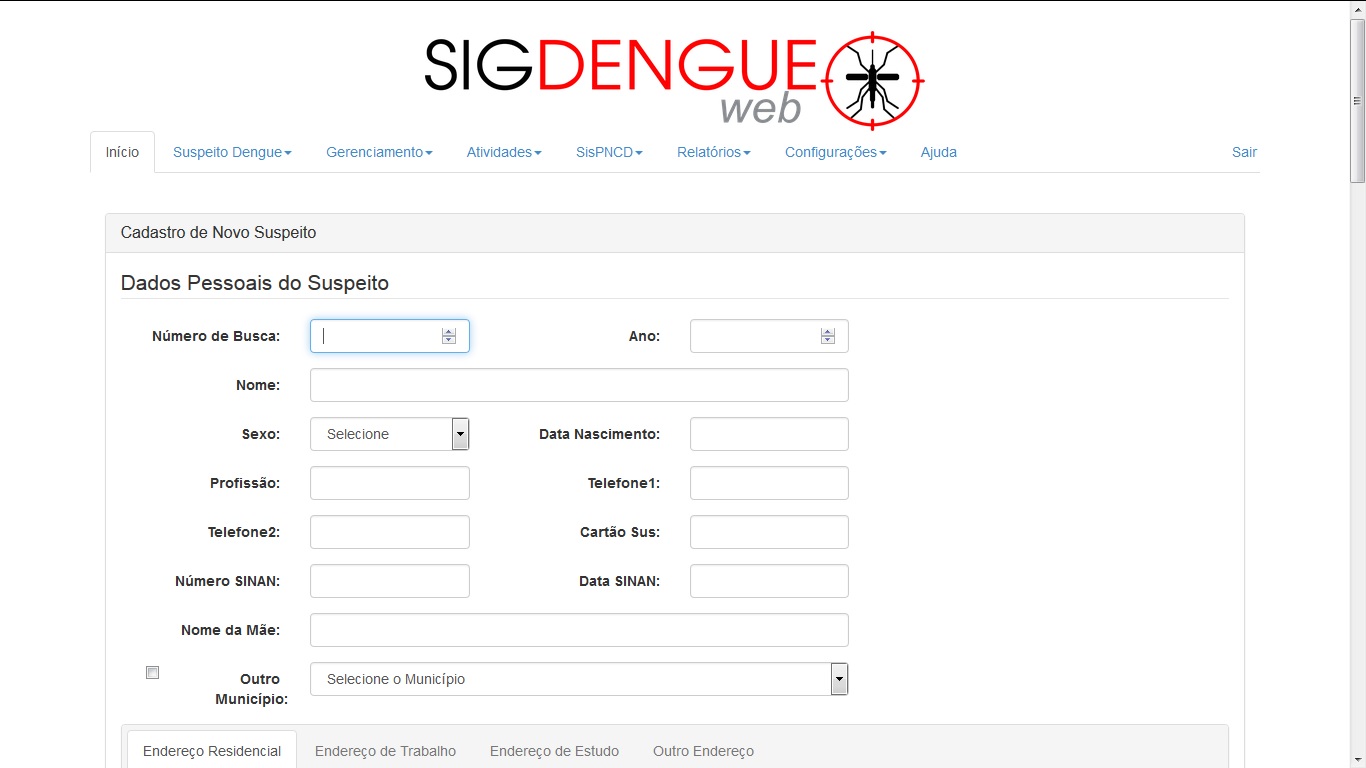 SIGDENGUE
web
Início Suspeito Dengue Gerenciamento Atividades SisPNCD Relatórios Configurações Ajuda Sair
Cadastro de Novo Suspeito
Dados Pessoais do Suspeito
Número de Busca: Ano:
Nome:
Sexo: Selecione Data Nascimento:
Profissão: Telefone1:
Telefone2: Cartão Sus:
Número SINAN: Data SINAN:
Nome da Mãe:
Outro Selecione o Município
Município:
Endereço Residencial Endereço de Trabalho Endereço de Estudo Outro Endereço